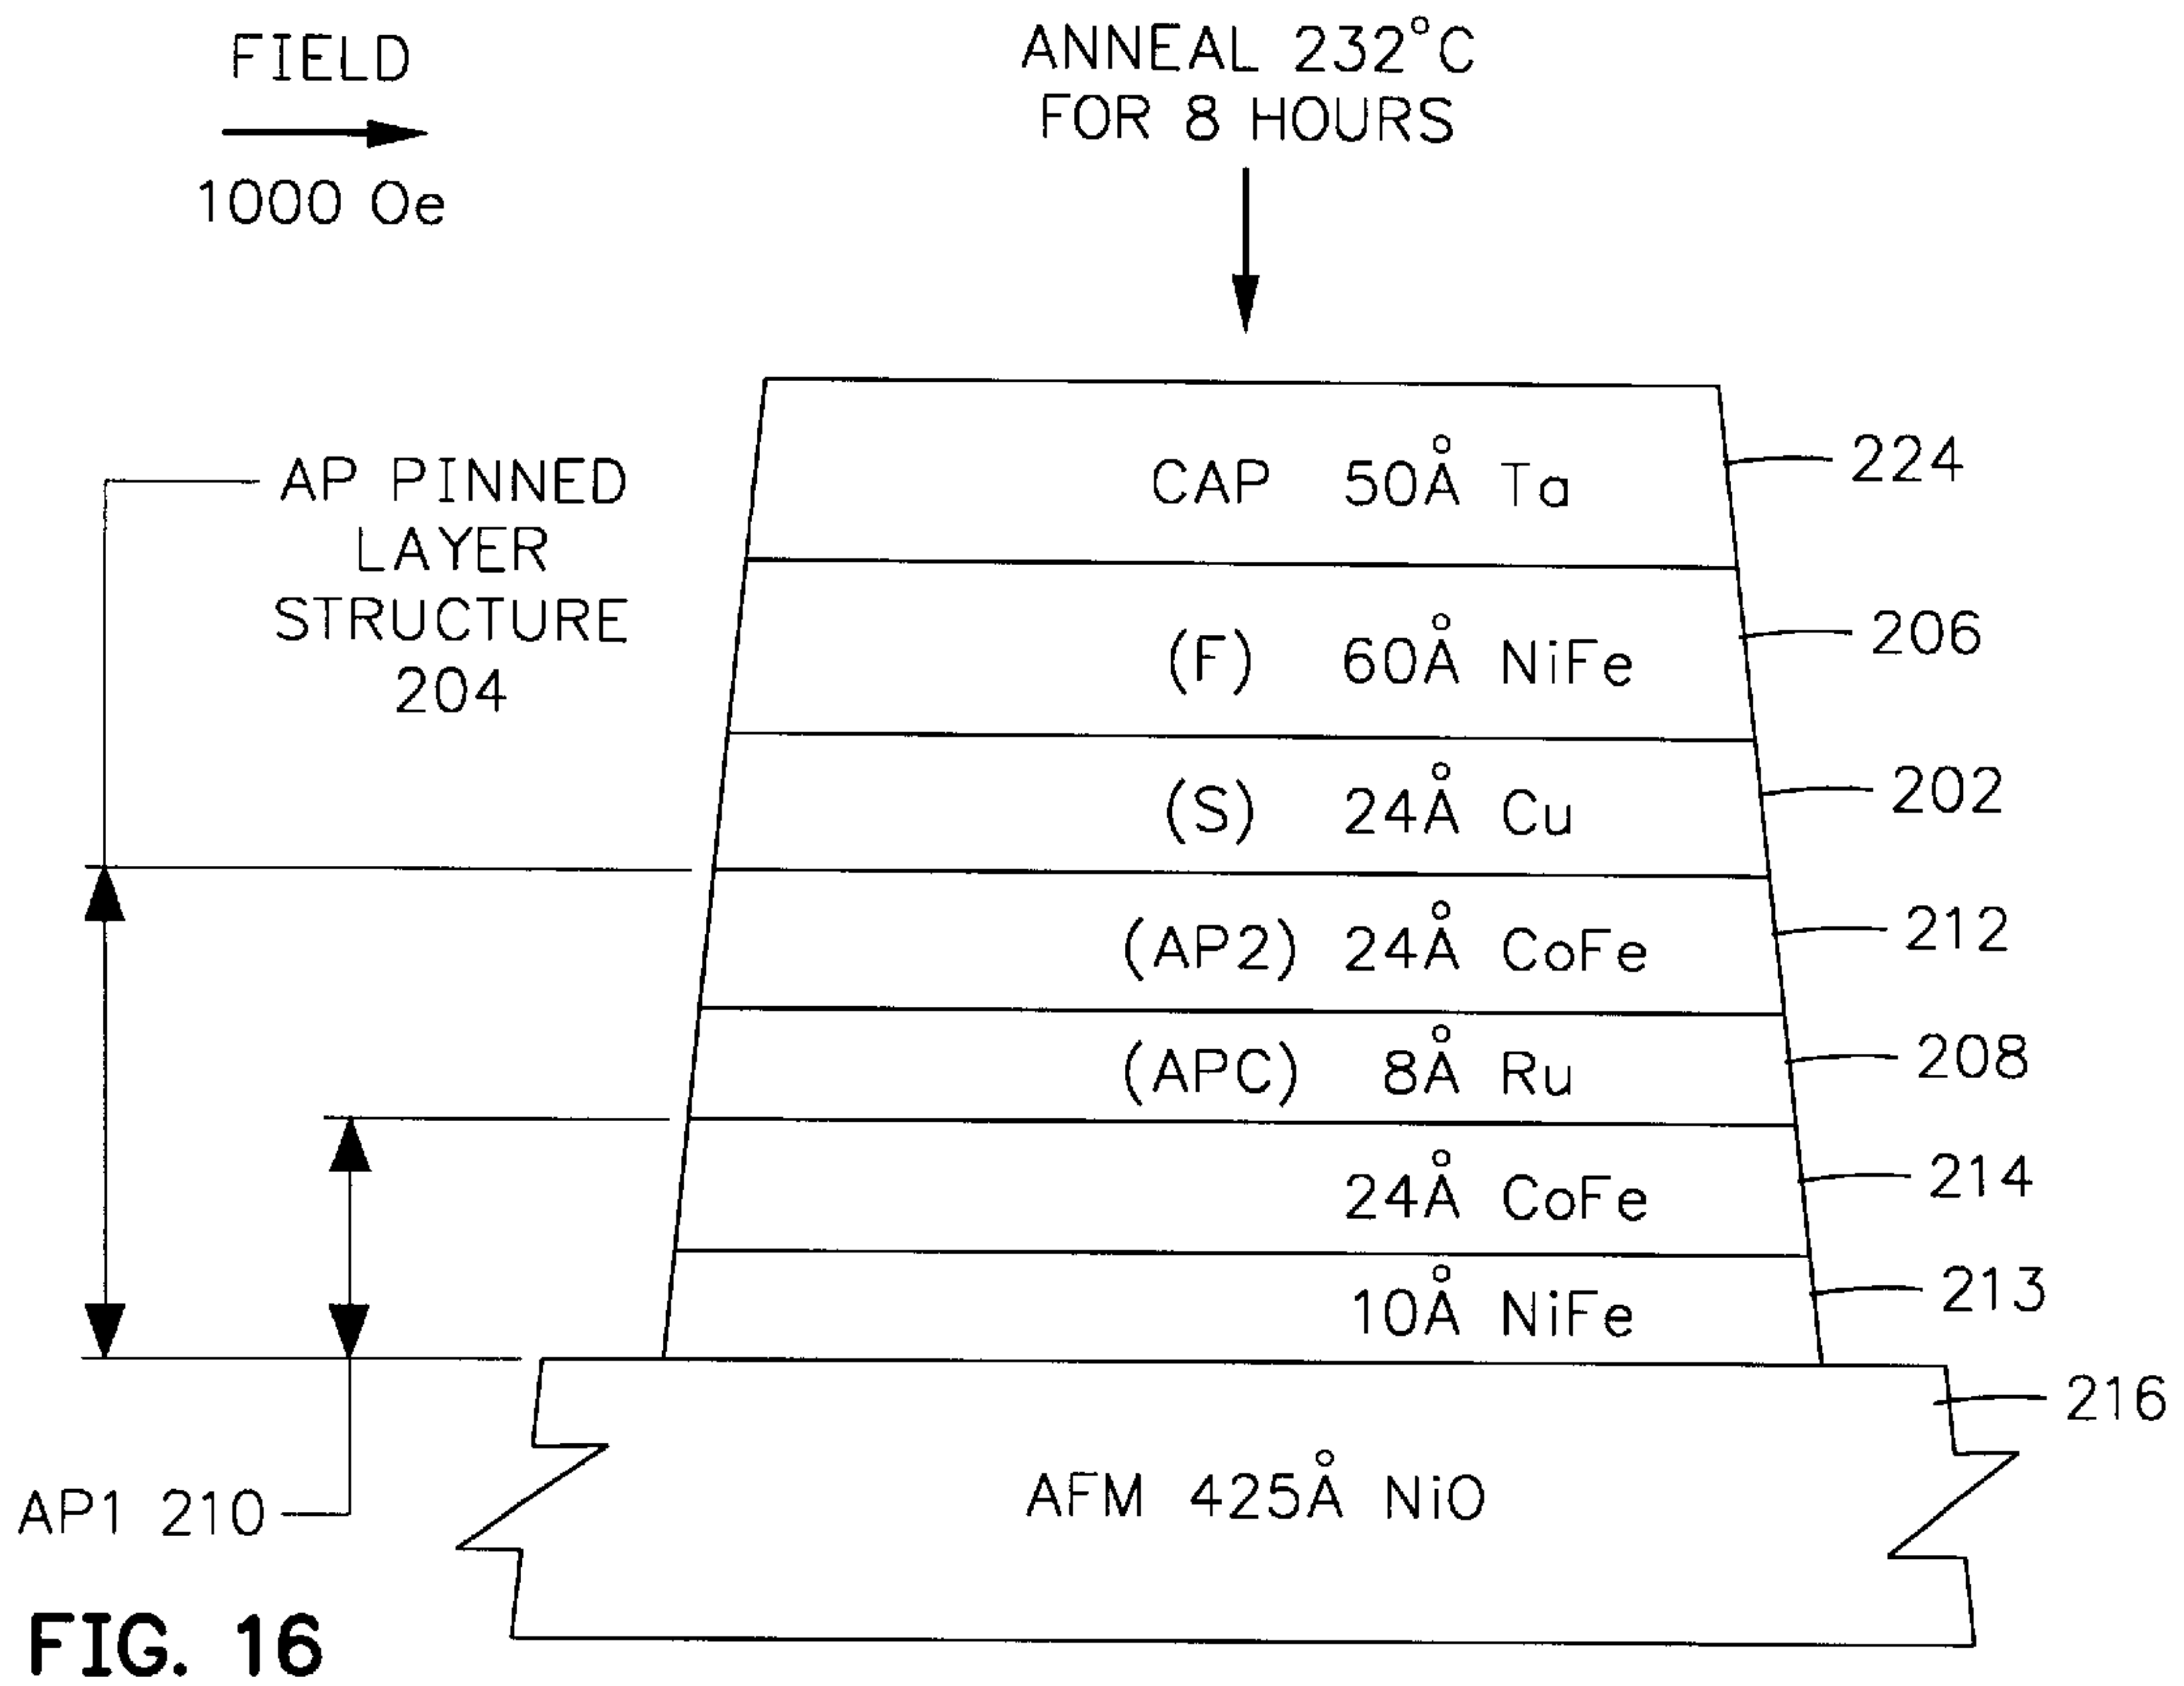 FIELD
1000 Oe
ANNEAL 232°C
FOR 8 HOURS
AP PINNED
LAYER
STRUCTURE
204
CAP 50Å Ta
224
(F) 60Å NiFe
206
(S) 24Å Cu
202
(AP2) 24Å CoFe
212
(APC) 8Å Ru
208
24Å CoFe
214
10Å NiFe
213
216
AFM 425Å NiO
AP1 210
FIG. 16